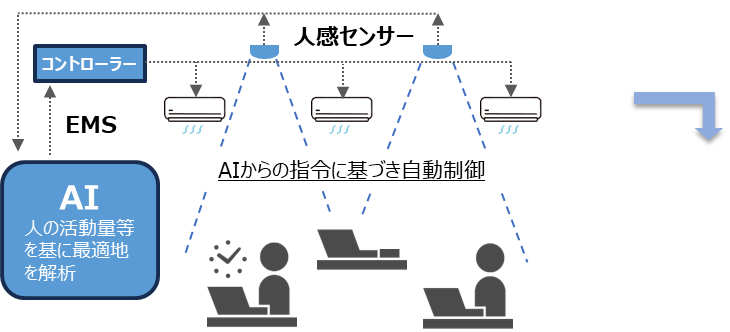 人感センサー
コントローラー
EMS
AIからの指令に基づき自動制御
AI
人の活動量等
を基に最適地
を解析